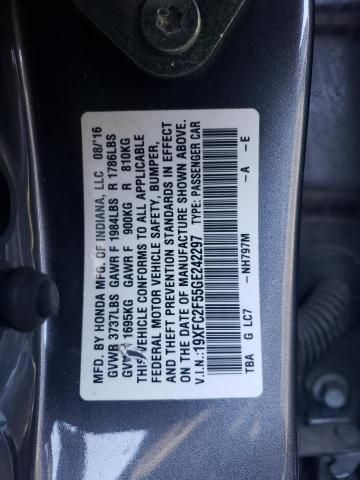 MFD. BY HONDA MFG. OF INDIANA, LLC 08/'16
GVWR 3737LBS GAWR F 1984LBS R 1786LBS
GVWR 1695KG GAWR F 900KG R 810KG
THIS VEHICLE CONFORMS TO ALL APPLICABLE
FEDERAL MOTOR VEHICLE SAFETY, BUMPER,
AND THEFT PREVENTION STANDARDS IN EFFECT
ON THE DATE OF MANUFACTURE SHOWN ABOVE.
V.I.N.: 19XFC2F55GE242297 TYPE: PASSENGER CAR
TBA G LC7 - NH797M - A - E